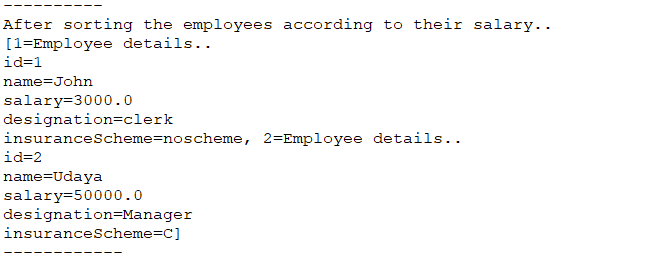 ----------
After sorting the employees according to their salary..
[1=Employee details..
id=1
name=John
salary=3000.0
designation=clerk
insuranceScheme=noscheme, 2=Employee details..
id=2
name=Udaya
salary=50000.0
designation=Manager
insuranceScheme=C]
------------